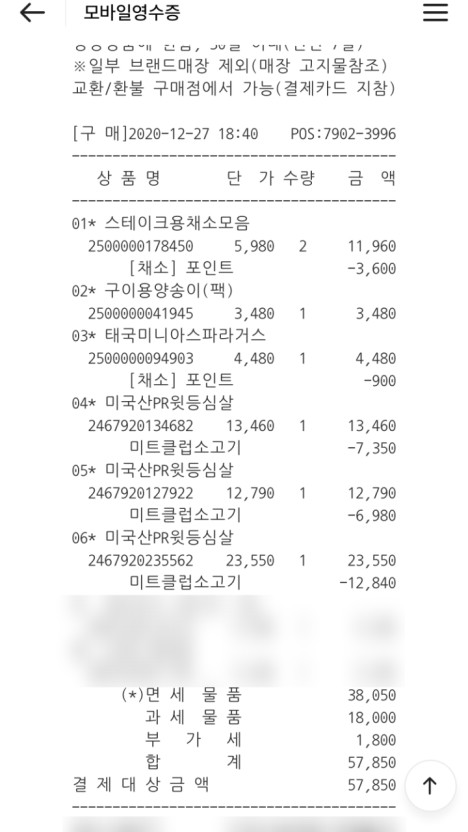 모바일영수증
※일부 브랜드매장 제외(매장 고지물참조)
교환/환불 구매점에서 가능(결제카드 지참)
[구 매]2020-12-27 18:40 POS:7902-3996
상 품 명 단 가 수량 금 액
01* 스테이크용채소모음
2500000178450 5,980 2 11,960
[채소] 포인트 -3,600
02* 구이용양송이(팩)
2500000041945 3,480 1 3,480
03* 태국미니아스파라거스
2500000094903 4,480 1 4,480
[채소] 포인트 -900
04* 미국산PR윗등심살
2467920134682 13,460 1 13,460
미트클럽소고기 -7,350
05* 미국산PR윗등심살
2467920127922 12,790 1 12,790
미트클럽소고기 -6,980
06* 미국산PR윗등심살
2467920235562 23,550 1 23,550
미트클럽소고기 -12,840
(*)면 세 물 품 38,050
과 세 물 품 18,000
부 가 세 1,800
합 계 57,850
결 제 대 상 금 액 57,850